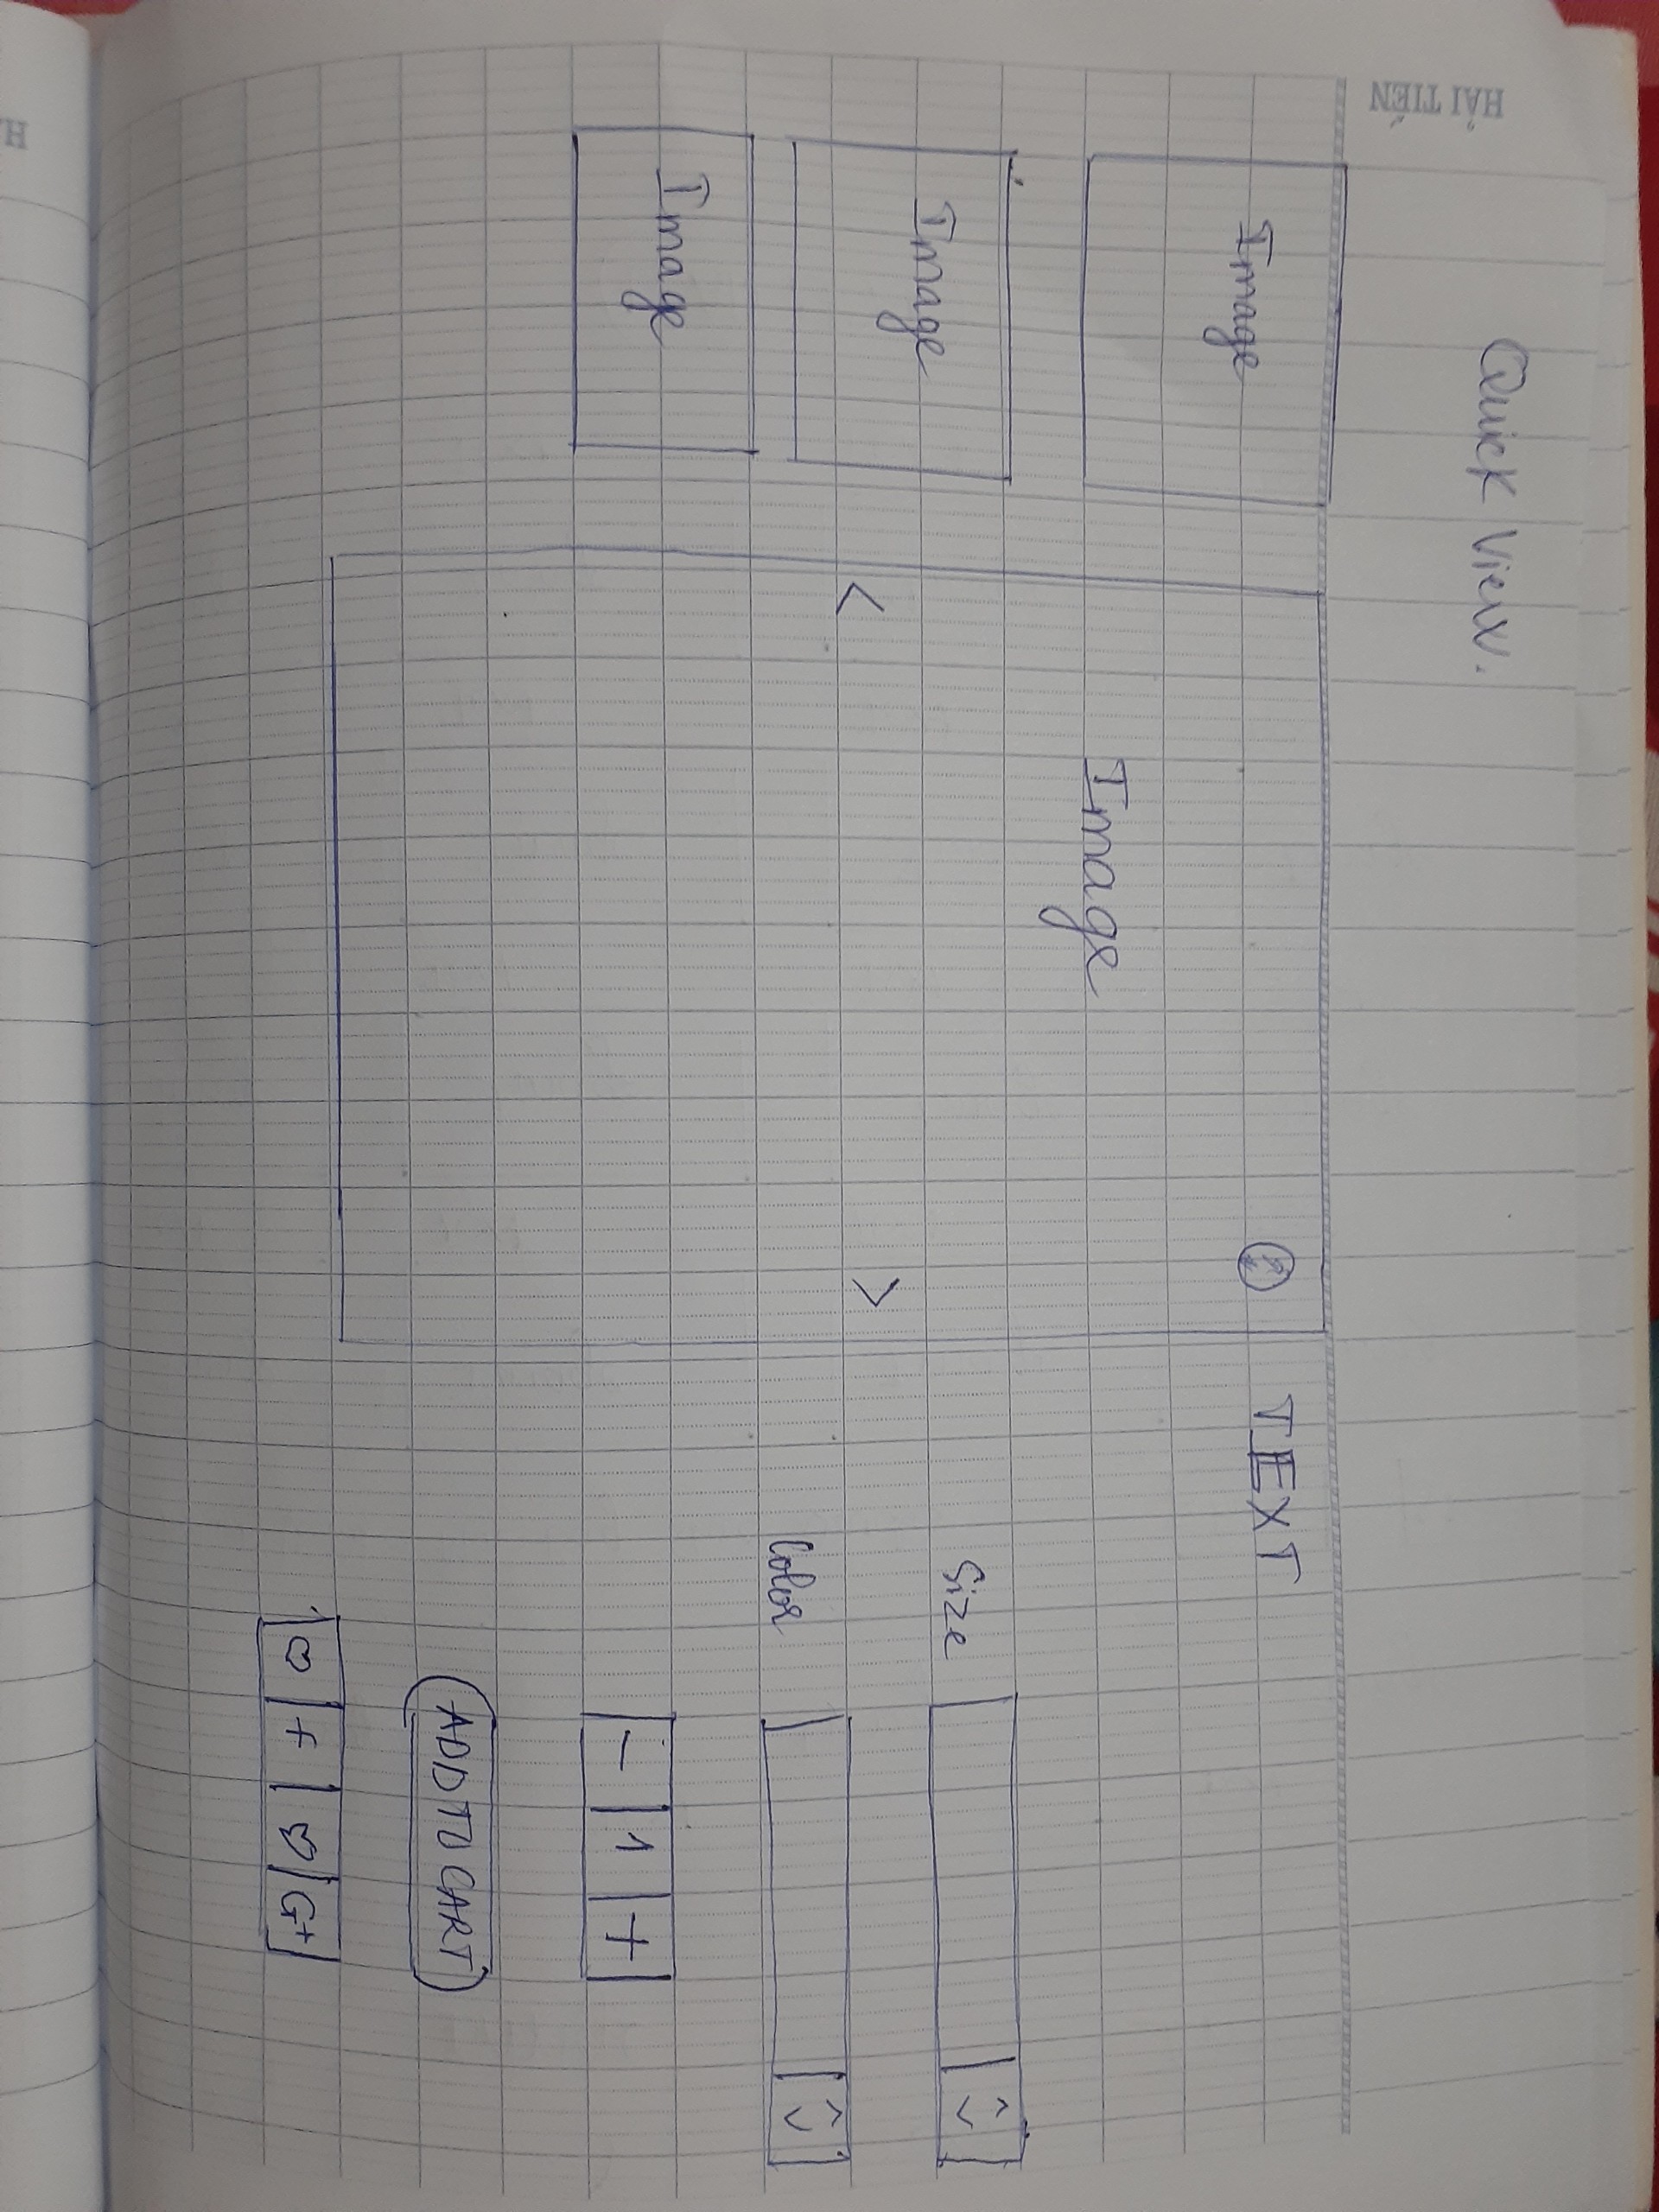 HẢI TIẾN
Quick View.
Image
Image
Image
<
Image
>
TEXT
Size
Color
- 1 +
ADD TO CART
f
G+